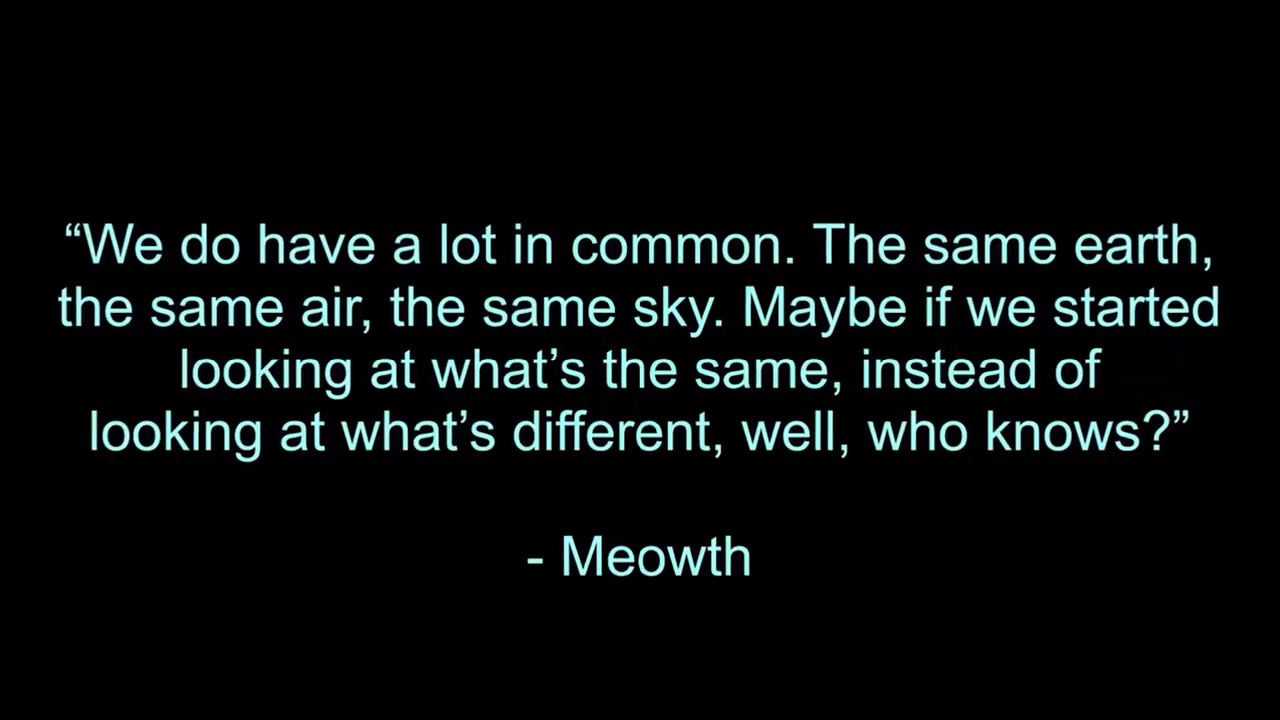 “We do have a lot in common. The same earth,
the same air, the same sky. Maybe if we started
looking at what’s the same, instead of
looking at what’s different, well, who knows?”
- Meowth